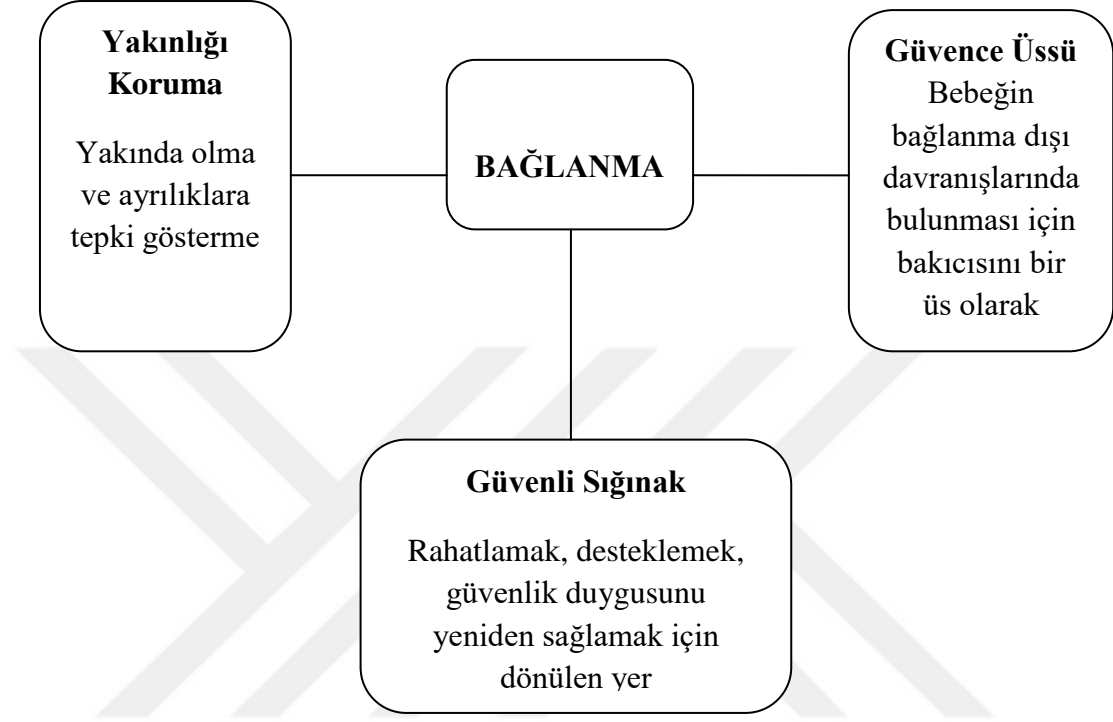 Yakınlığı
Koruma
Yakında olma
ve ayrılıklara
tepki gösterme
BAĞLANMA
Güvence Üssü
Bebeğin
bağlanma dışı
davranışlarında
bulunması için
bakıcısını bir
üs olarak
Güvenli Sığınak
Rahatlamak, desteklemek,
güvenlik duygusunu
yeniden sağlamak için
dönülen yer